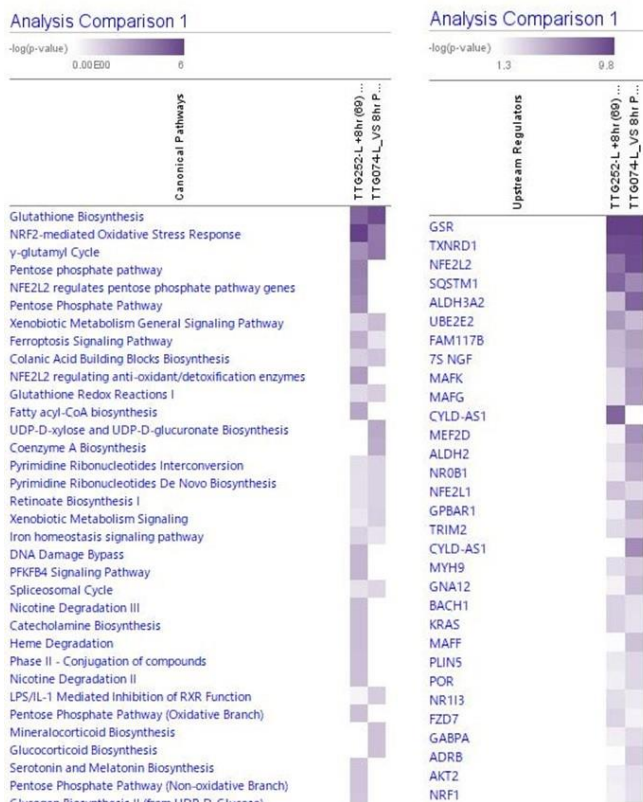 Analysis Comparison 1
-log(p-value)
0.00E00 6
Canonical Pathways
TTG252-L +8hr (69) ...
TTG074-L_VS 8hr P...
Glutathione Biosynthesis
NRF2-mediated Oxidative Stress Response
γ-glutamyl Cycle
Pentose phosphate pathway
NFE2L2 regulates pentose phosphate pathway genes
Pentose Phosphate Pathway
Xenobiotic Metabolism General Signaling Pathway
Ferroptosis Signaling Pathway
Colanic Acid Building Blocks Biosynthesis
NFE2L2 regulating anti-oxidant/detoxification enzymes
Glutathione Redox Reactions I
Fatty acyl-CoA biosynthesis
UDP-D-xylose and UDP-D-glucuronate Biosynthesis
Coenzyme A Biosynthesis
Pyrimidine Ribonucleotides Interconversion
Pyrimidine Ribonucleotides De Novo Biosynthesis
Retinoate Biosynthesis I
Xenobiotic Metabolism Signaling
Iron homeostasis signaling pathway
DNA Damage Bypass
PFKFB4 Signaling Pathway
Spliceosomal Cycle
Nicotine Degradation III
Catecholamine Biosynthesis
Heme Degradation
Phase II - Conjugation of compounds
Nicotine Degradation II
LPS/IL-1 Mediated Inhibition of RXR Function
Pentose Phosphate Pathway (Oxidative Branch)
Mineralocorticoid Biosynthesis
Glucocorticoid Biosynthesis
Serotonin and Melatonin Biosynthesis
Pentose Phosphate Pathway (Non-oxidative Branch)
Glycogen Biosynthesis II (from UDP-D-Glucose)
Analysis Comparison 1
-log(p-value)
1.3 9.8
Upstream Regulators
TTG252-L +8hr (69) ...
TTG074-L_VS 8hr P...
GSR
TXNRD1
NFE2L2
SQSTM1
ALDH3A2
UBE2E2
FAM117B
7S NGF
MAFK
MAFG
CYLD-AS1
MEF2D
ALDH2
NR0B1
NFE2L1
GPBAR1
TRIM2
CYLD-AS1
MYH9
GNA12
BACH1
KRAS
MAFF
PLIN5
POR
NR1I3
FZD7
GABPA
ADRB
AKT2
NRF1